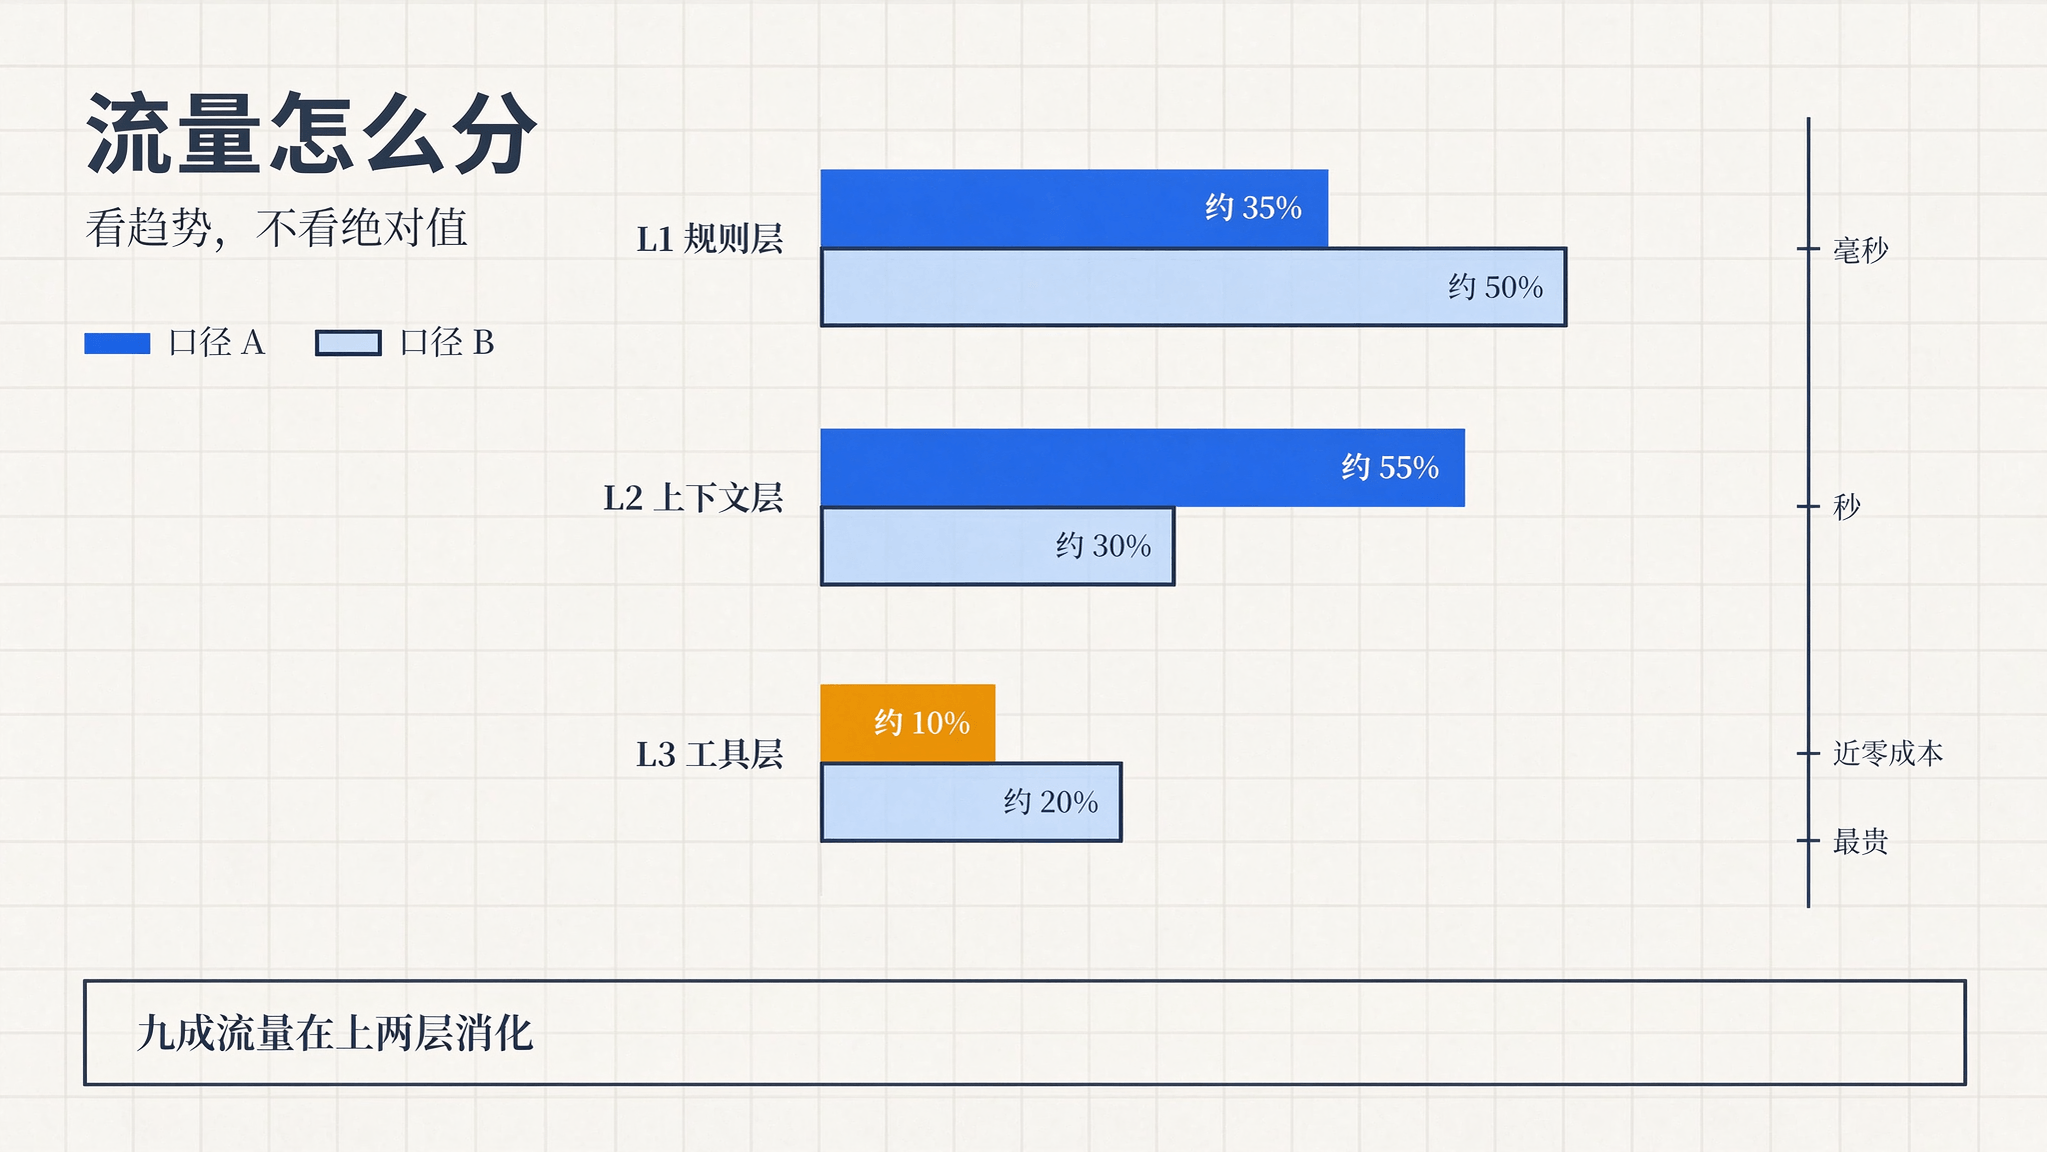 流量怎么分
看趋势，不看绝对值
口径 A
口径 B
L1 规则层
约 35%
约 50%
L2 上下文层
约 55%
约 30%
L3 工具层
约 10%
约 20%
毫秒
秒
近零成本
最贵
九成流量在上两层消化